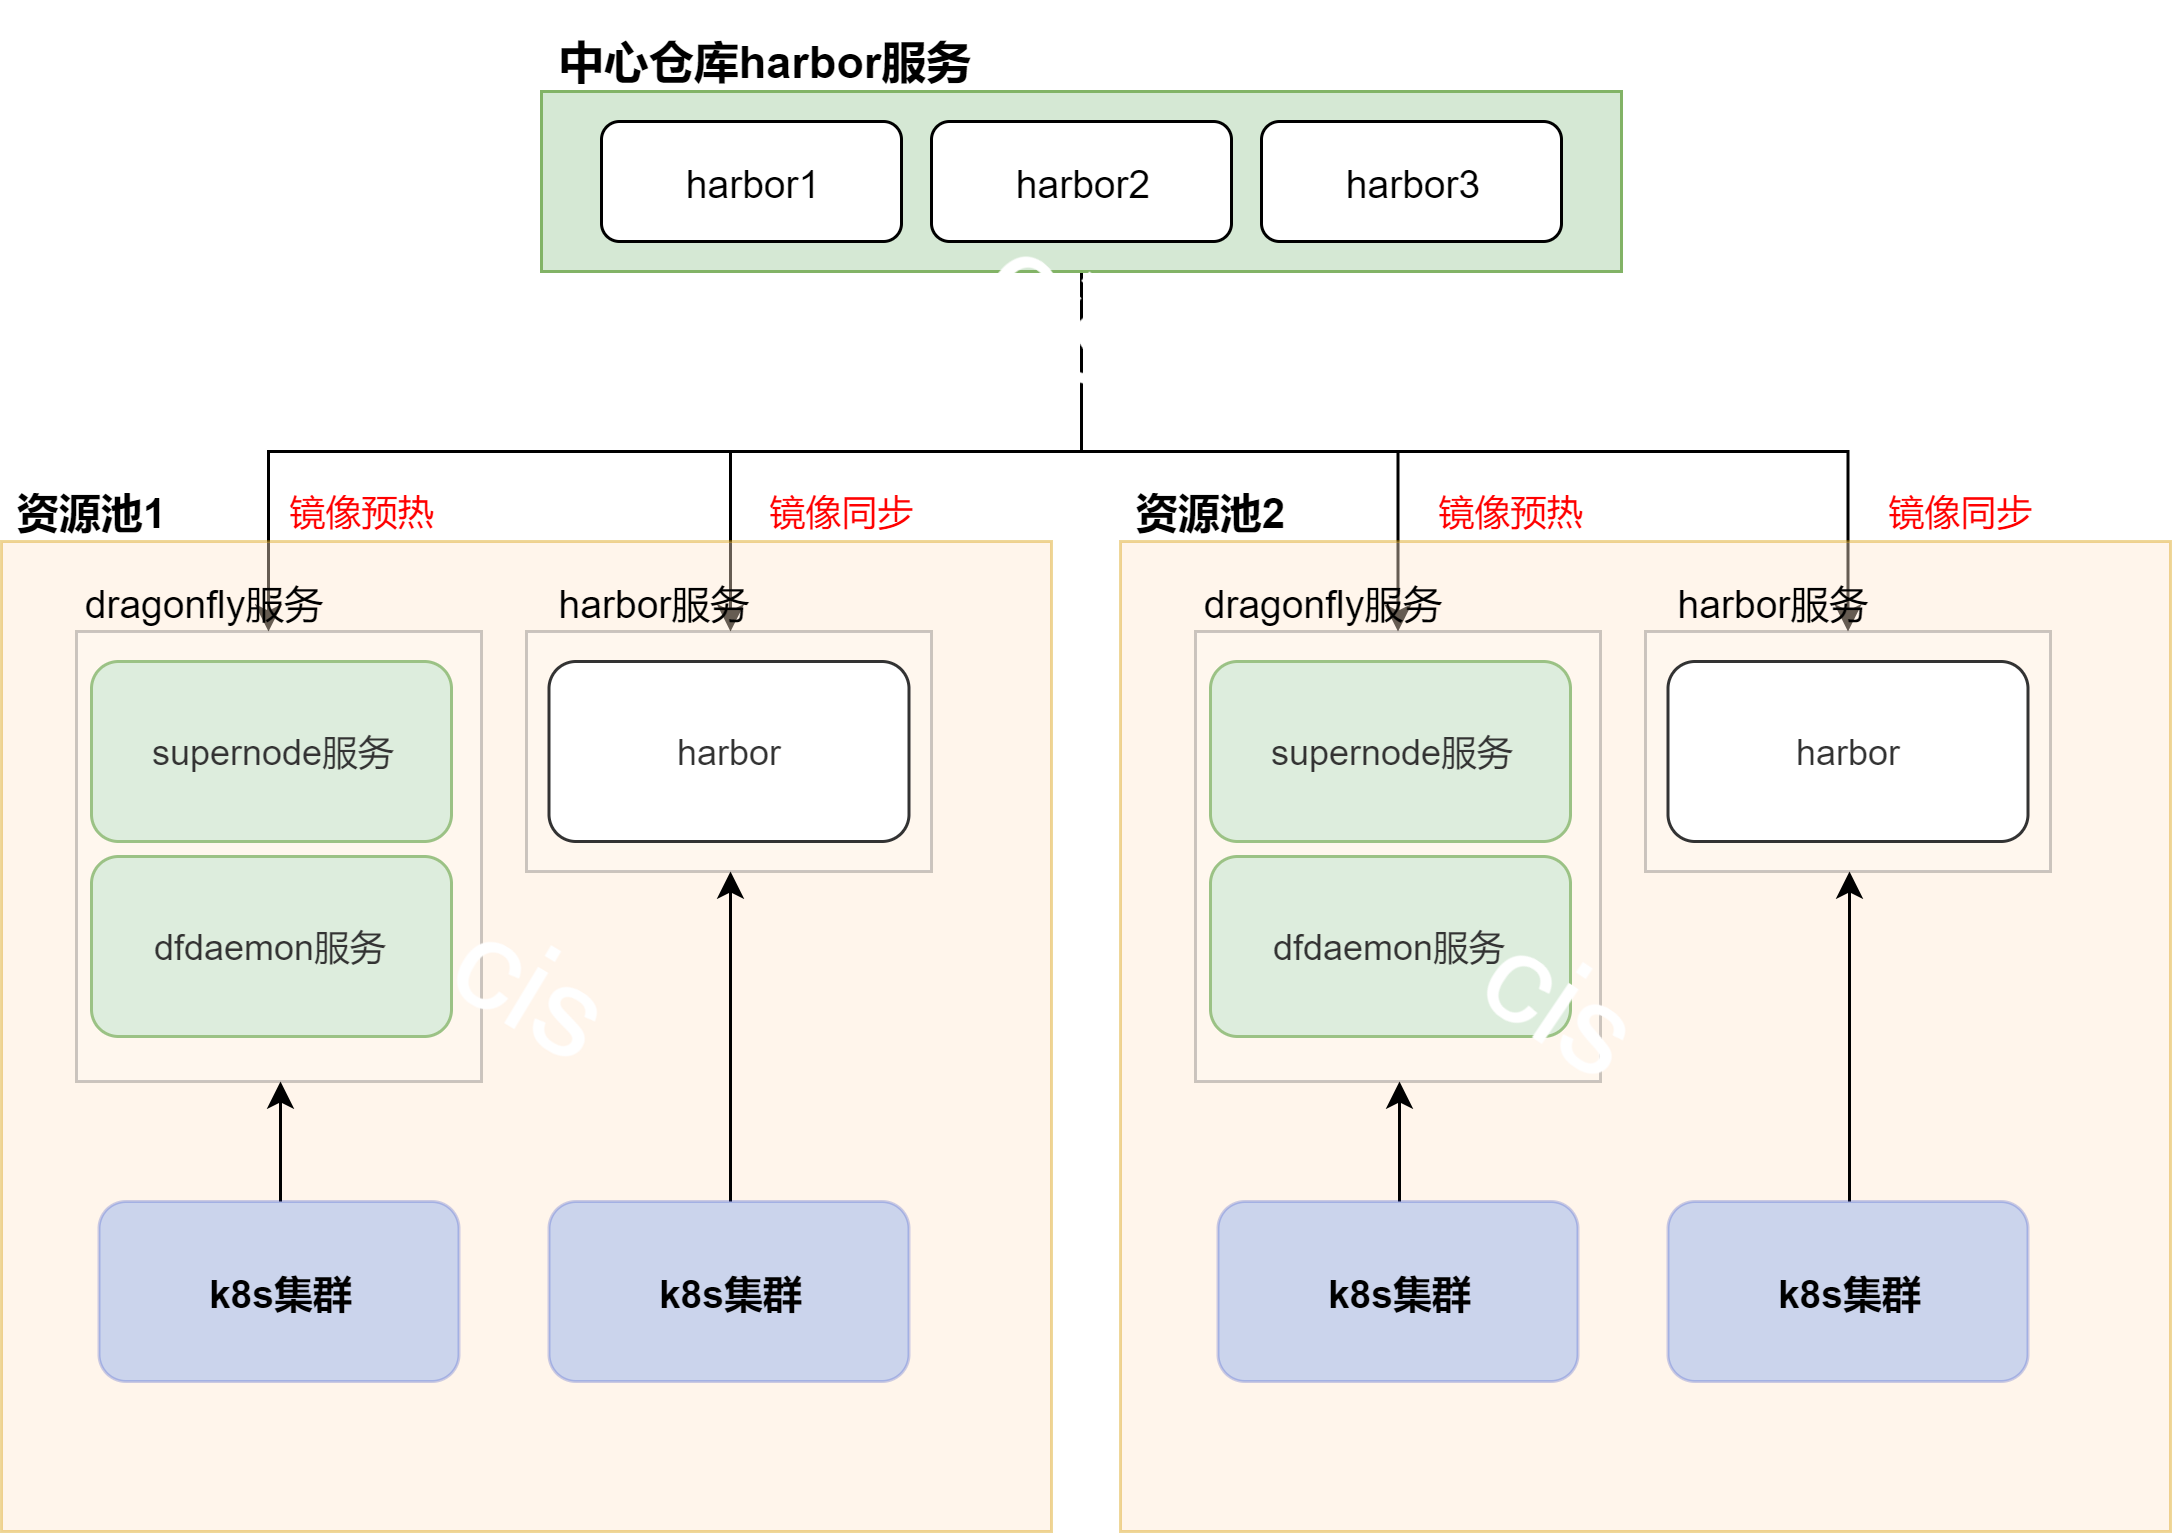 中心仓库harbor服务
harbor1
harbor2
harbor3
资源池1
镜像预热
镜像同步
资源池2
镜像预热
镜像同步
dragonfly服务
harbor服务
dragonfly服务
harbor服务
supernode服务
harbor
supernode服务
harbor
dfdaemon服务
dfdaemon服务
cis
cis
k8s集群
k8s集群
k8s集群
k8s集群